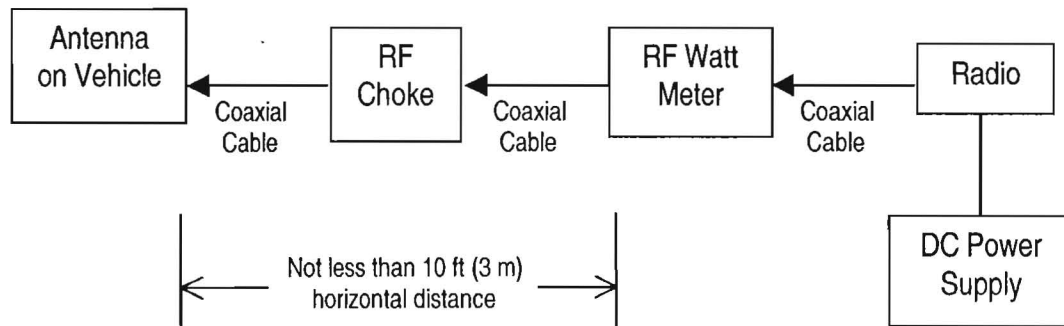 Antenna
on Vehicle
Coaxial
Cable
RF
Choke
Coaxial
Cable
RF Watt
Meter
Coaxial
Cable
Radio
DC Power
Supply
Not less than 10 ft (3 m)
horizontal distance